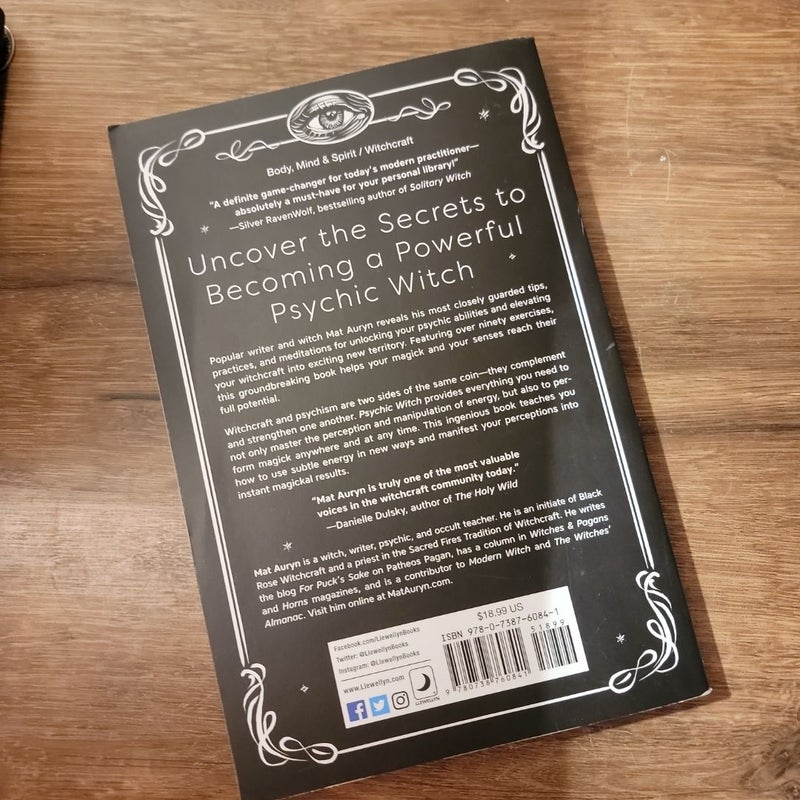 Body, Mind & Spirit / Witchcraft
"A definite game-changer for today's modern practitioner—
absolutely a must-have for your personal library!"
—Silver RavenWolf, bestselling author of Solitary Witch
Uncover the Secrets to
Becoming a Powerful
Psychic Witch
Popular writer and witch Mat Auryn reveals his most closely guarded tips,
practices, and meditations for unlocking your psychic abilities and elevating
your witchcraft into exciting new territory. Featuring over ninety exercises,
this groundbreaking book helps your magick and your senses reach their
full potential.
Witchcraft and psychism are two sides of the same coin—they complement
and strengthen one another. Psychic Witch provides everything you need to
not only master the perception and manipulation of energy, but also to per-
form magick anywhere and at any time. This ingenious book teaches you
how to use subtle energy in new ways and manifest your perceptions into
instant magickal results.
"Mat Auryn is truly one of the most valuable
voices in the witchcraft community today."
—Danielle Dulsky, author of The Holy Wild
Mat Auryn is a witch, writer, psychic, and occult teacher. He is an initiate of Black
Rose Witchcraft and a priest in the Sacred Fires Tradition of Witchcraft. He writes
the blog For Puck's Sake on Patheos Pagan, has a column in Witches & Pagans
and Horns magazines, and is a contributor to Modern Witch and The Witches'
Almanac. Visit him online at MatAuryn.com.
Facebook.com/LlewellynBooks
Twitter: @LlewellynBooks
Instagram: @LlewellynBooks
www.Llewellyn.com
LLEWELLYN
$18.99 US
ISBN 978-0-7387-6084-1
51899
9 780738 760841